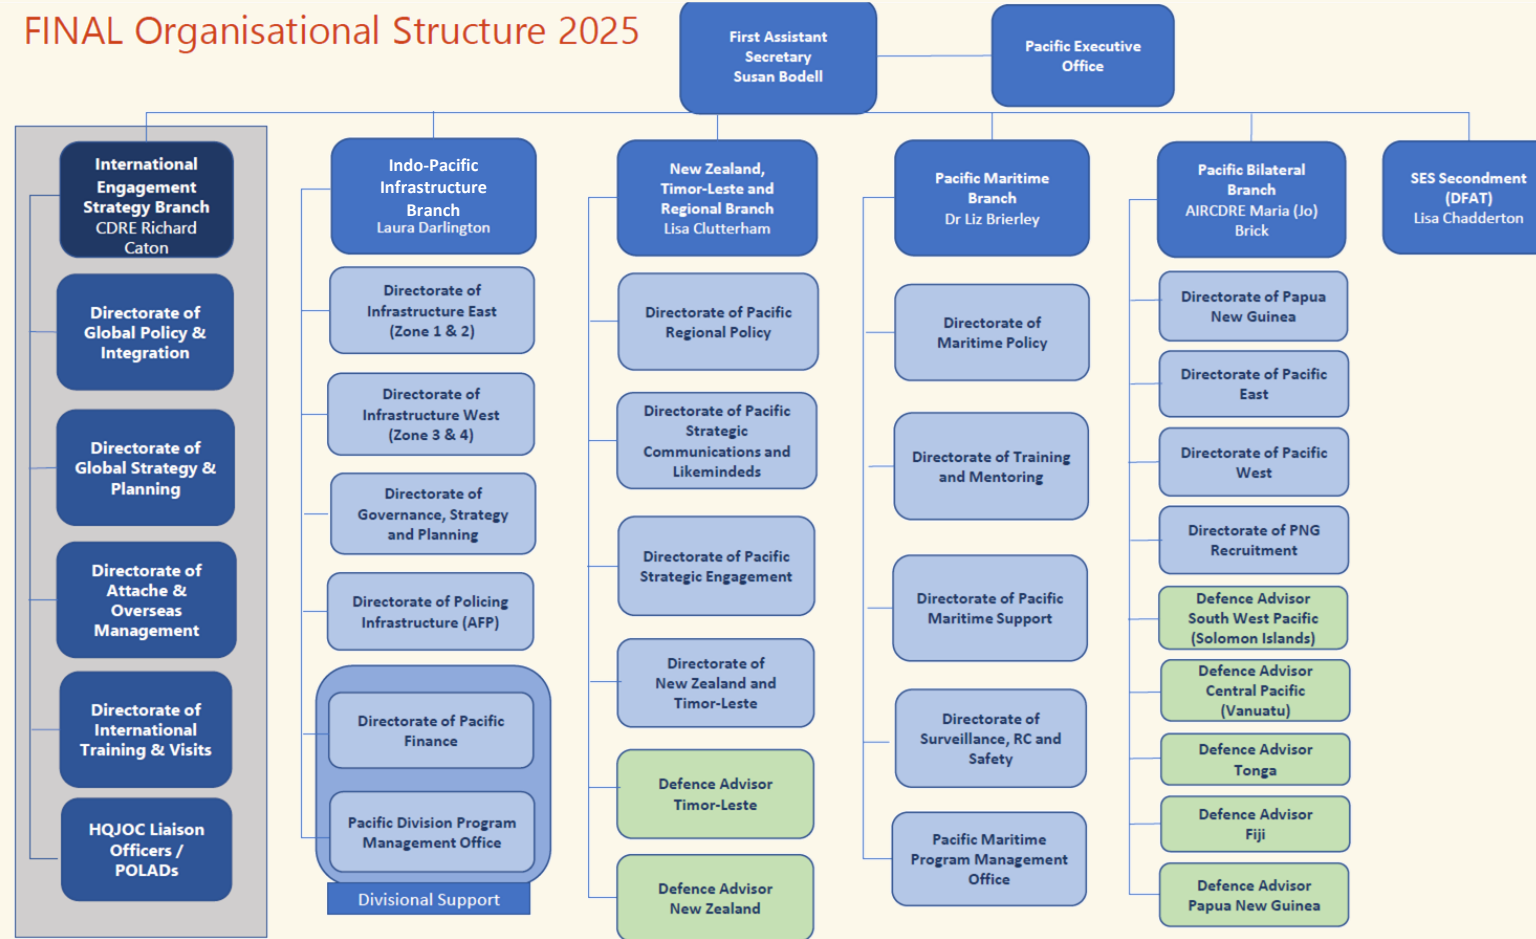 FINAL Organisational Structure 2025
First Assistant
Secretary
Susan Bodell
Pacific Executive
Office
International
Engagement
Strategy Branch
CDRE Richard
Caton
Directorate of
Global Policy &
Integration
Directorate of
Global Strategy &
Planning
Directorate of
Attache &
Overseas
Management
Directorate of
International
Training & Visits
HQJOC Liaison
Officers /
POLADs
Indo-Pacific
Infrastructure
Branch
Laura Darlington
Directorate of
Infrastructure East
(Zone 1 & 2)
Directorate of
Infrastructure West
(Zone 3 & 4)
Directorate of
Governance, Strategy
and Planning
Directorate of Policing
Infrastructure (AFP)
Directorate of Pacific
Finance
Pacific Division Program
Management Office
Divisional Support
New Zealand,
Timor-Leste and
Regional Branch
Lisa Clutterham
Directorate of Pacific
Regional Policy
Directorate of Pacific
Strategic
Communications and
Likemindeds
Directorate of Pacific
Strategic Engagement
Directorate of
New Zealand and
Timor-Leste
Defence Advisor
Timor-Leste
Defence Advisor
New Zealand
Pacific Maritime
Branch
Dr Liz Brierley
Directorate of
Maritime Policy
Directorate of Training
and Mentoring
Directorate of Pacific
Maritime Support
Directorate of
Surveillance, RC and
Safety
Pacific Maritime
Program Management
Office
Pacific Bilateral
Branch
AIRCDRE Maria (Jo)
Brick
Directorate of Papua
New Guinea
Directorate of Pacific
East
Directorate of Pacific
West
Directorate of PNG
Recruitment
Defence Advisor
South West Pacific
(Solomon Islands)
Defence Advisor
Central Pacific
(Vanuatu)
Defence Advisor
Tonga
Defence Advisor
Fiji
Defence Advisor
Papua New Guinea
SES Secondment
(DFAT)
Lisa Chadderton